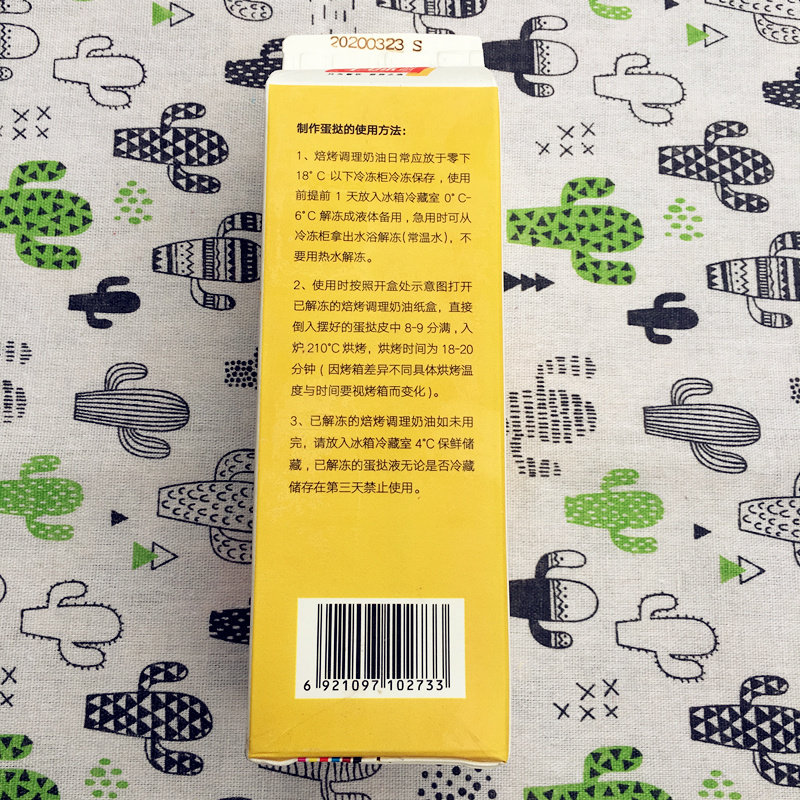 20200323 S
制作蛋挞的使用方法：
1、焙烤调理奶油日常应放于零下
18°C 以下冷冻柜冷冻保存，使用
前提前 1 天放入冰箱冷藏室 0°C-
6°C 解冻成液体备用，急用时可从
冷冻柜拿出水浴解冻(常温水)，不
要用热水解冻。
2、使用时按照开盒处示意图打开
已解冻的焙烤调理奶油纸盒，直接
倒入摆好的蛋挞皮中 8-9 分满，入
炉，210°C 烘烤，烘烤时间为 18-20
分钟（因烤箱差异不同具体烘烤温
度与时间要视烤箱而变化）。
3、已解冻的焙烤调理奶油如未用
完，请放入冰箱冷藏室 4°C 保鲜储
藏，已解冻的蛋挞液无论是否冷藏
储存在第三天禁止使用。
6 921097 102733